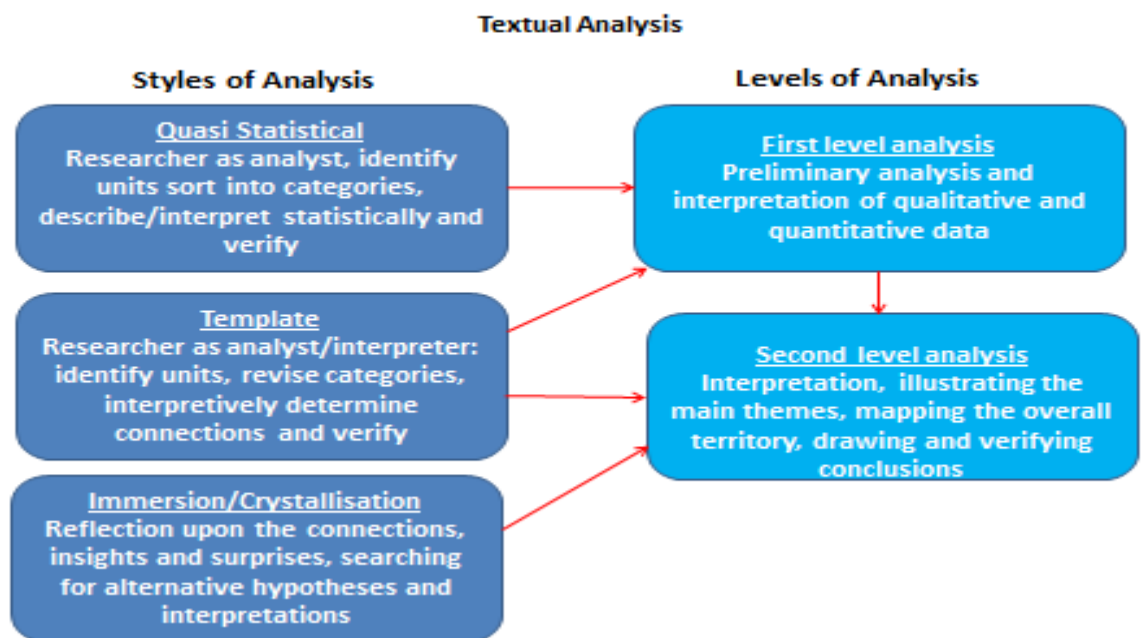 Textual Analysis
Styles of Analysis
Quasi Statistical
Researcher as analyst, identify
units sort into categories,
describe/interpret statistically and
verify
Template
Researcher as analyst/interpreter:
identify units, revise categories,
interpretively determine
connections and verify
Immersion/Crystallisation
Reflection upon the connections,
insights and surprises, searching
for alternative hypotheses and
interpretations
Levels of Analysis
First level analysis
Preliminary analysis and
interpretation of qualitative and
quantitative data
Second level analysis
Interpretation, illustrating the
main themes, mapping the overall
territory, drawing and verifying
conclusions